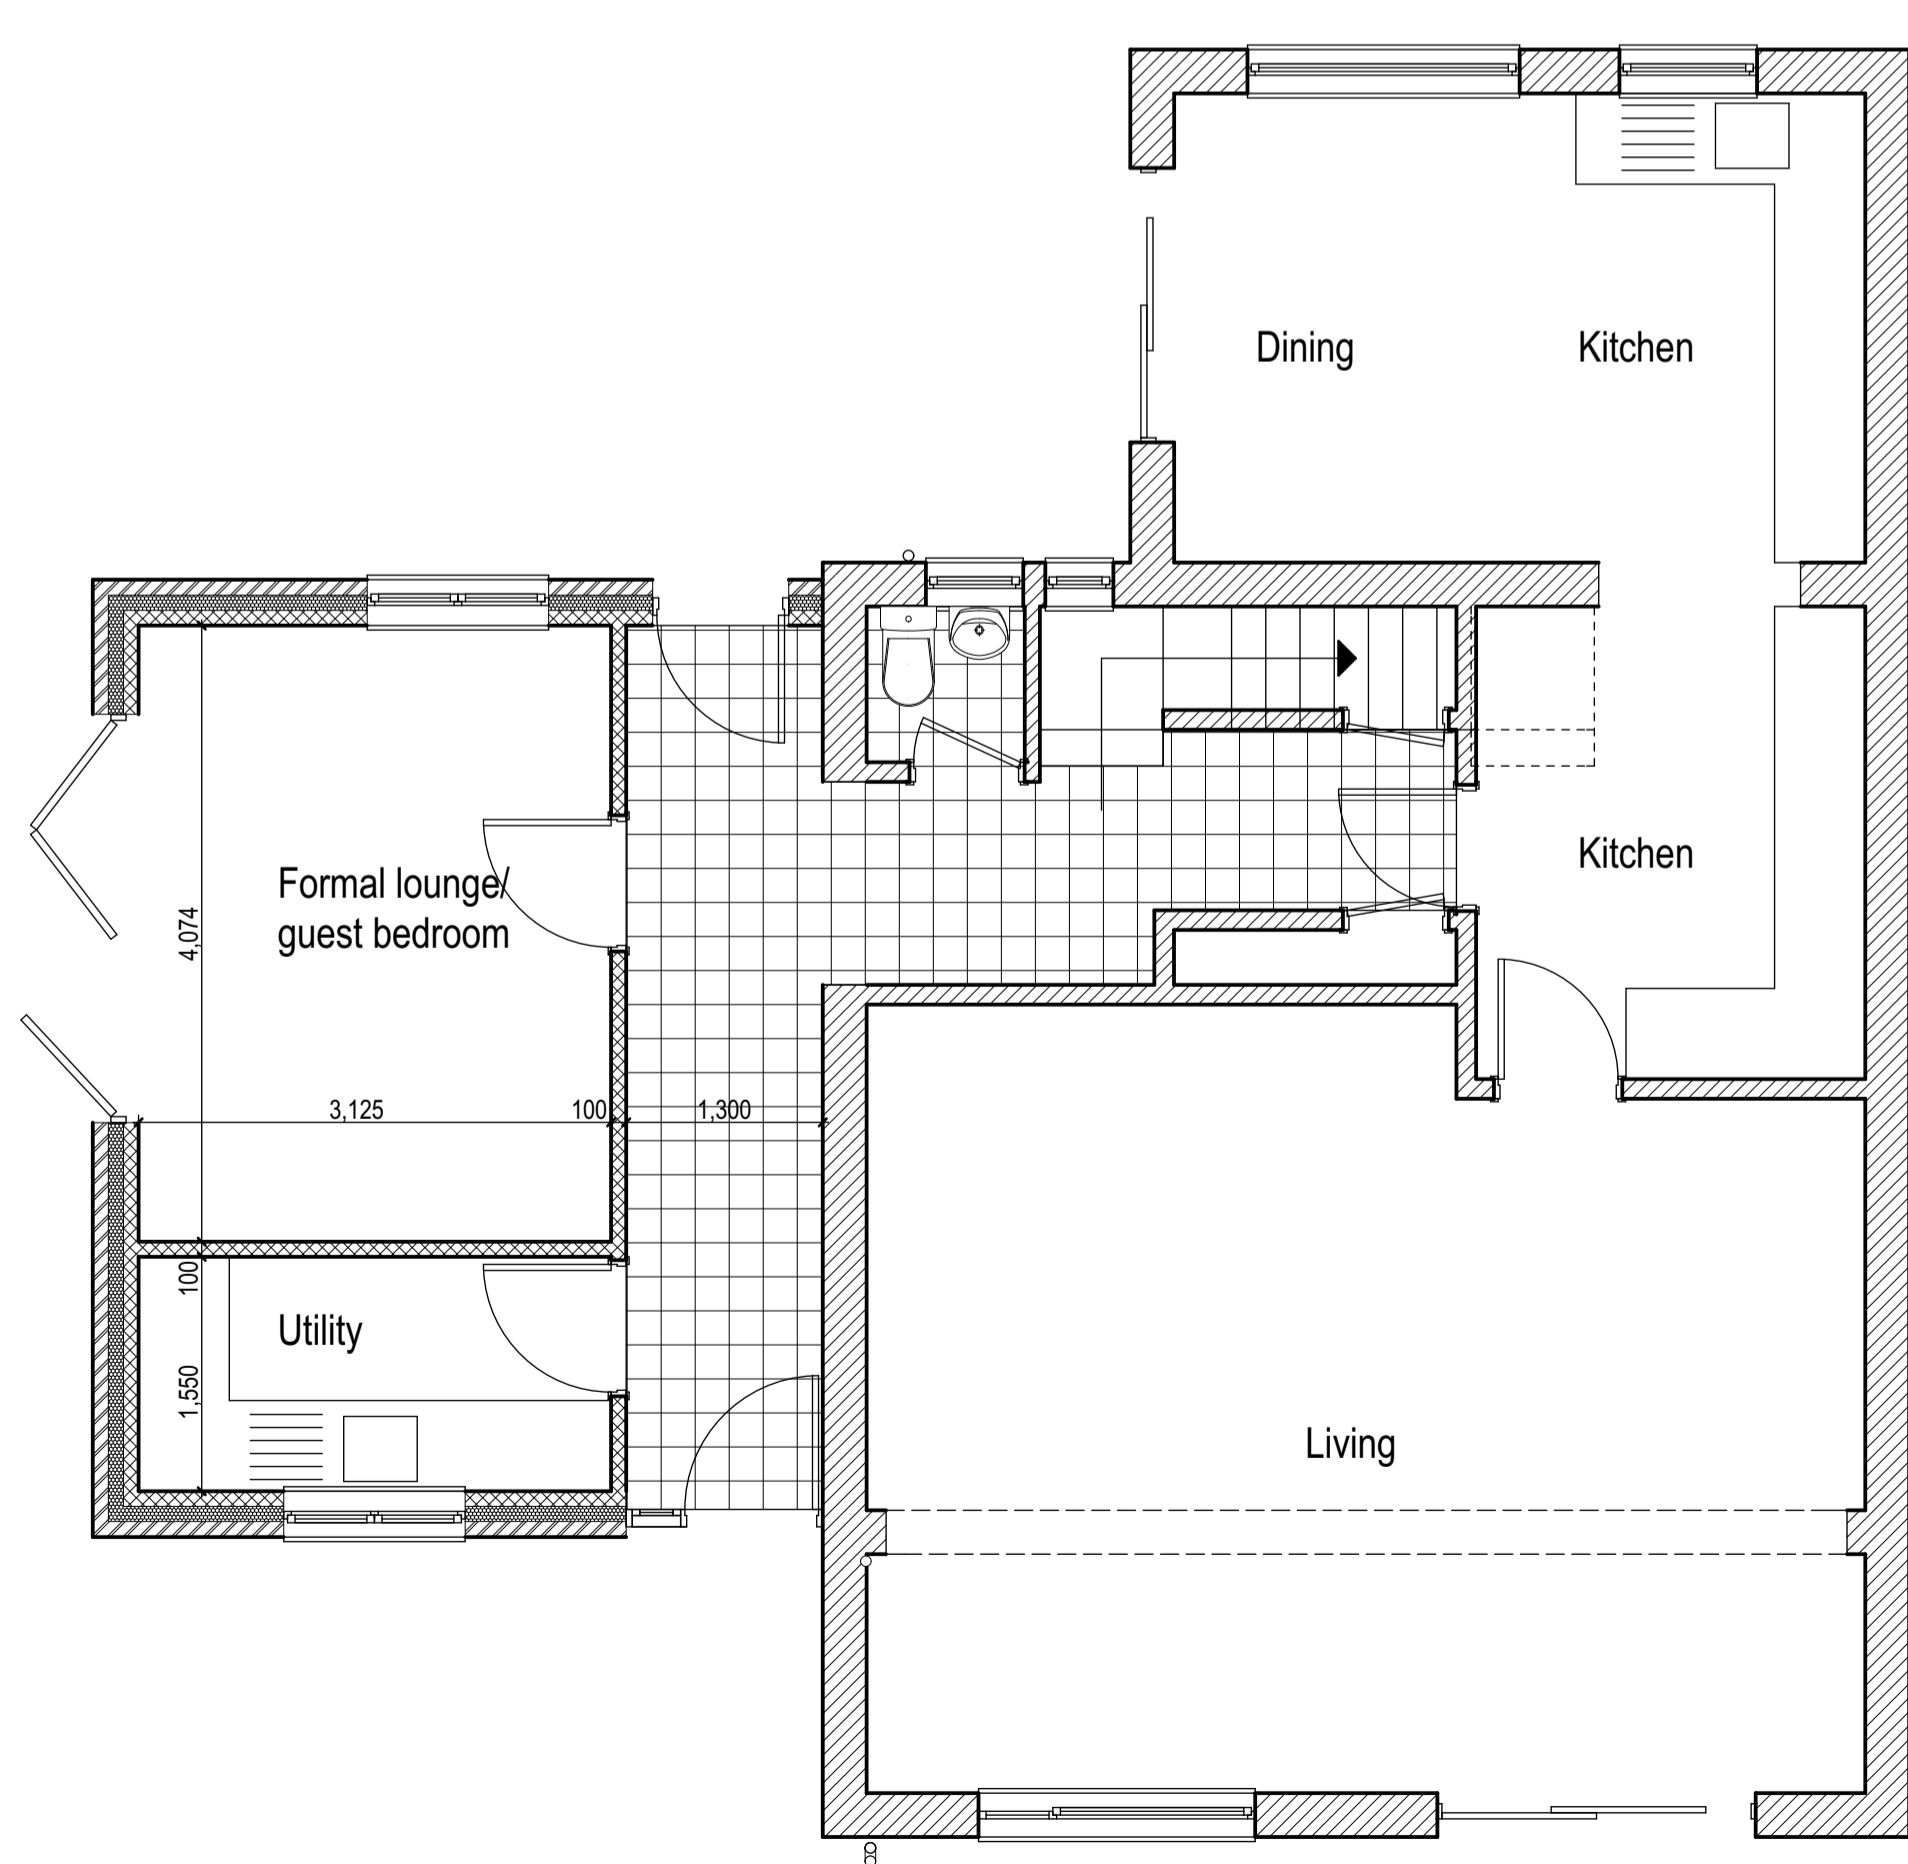 Dining
Kitchen
Formal lounge/
guest bedroom
Kitchen
4,074
3,125
100
1,300
100
Utility
1,550
Living